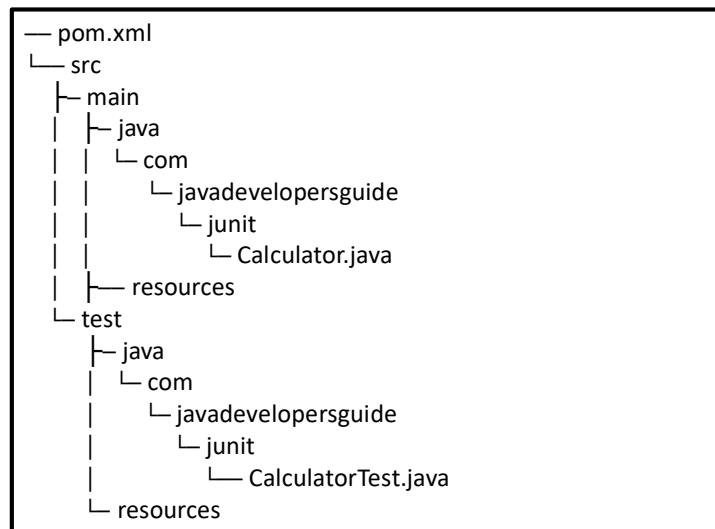 ── pom.xml
└── src
├─ main
│ ├─ java
│ │ └─ com
│ │ └─ javadevelopersguide
│ │ └─ junit
│ │ └─ Calculator.java
│ ├── resources
└─ test
├─ java
│ └─ com
│ └─ javadevelopersguide
│ └─ junit
│ └── CalculatorTest.java
└─ resources